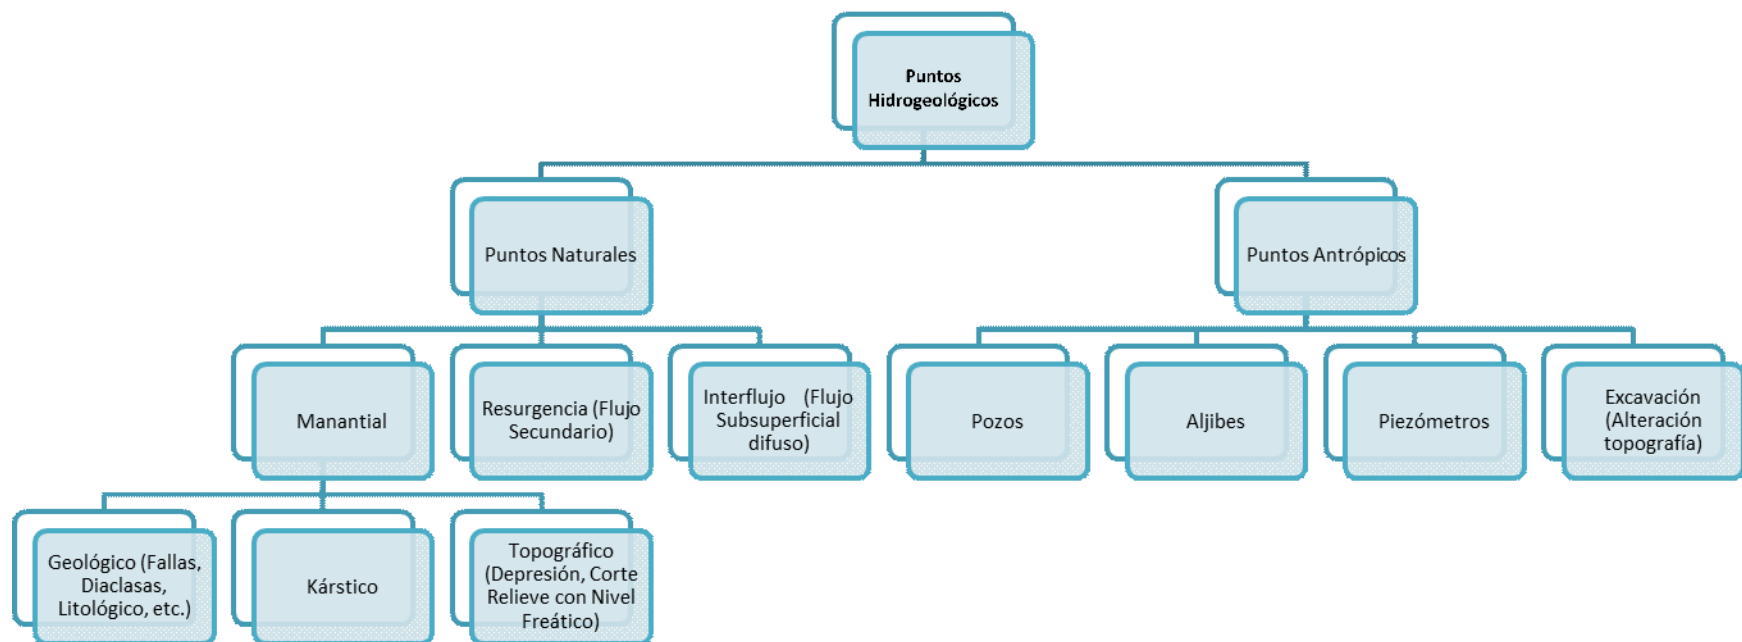 Puntos
Hidrogeológicos
Puntos Naturales
Puntos Antrópicos
Manantial
Resurgencia (Flujo
Secundario)
Interflujo (Flujo
Subsuperficial
difuso)
Pozos
Aljibes
Piezómetros
Excavación
(Alteración
topografía)
Geológico (Fallas,
Diaclasas,
Litológico, etc.)
Kárstico
Topográfico
(Depresión, Corte
Relieve con Nivel
Freático)